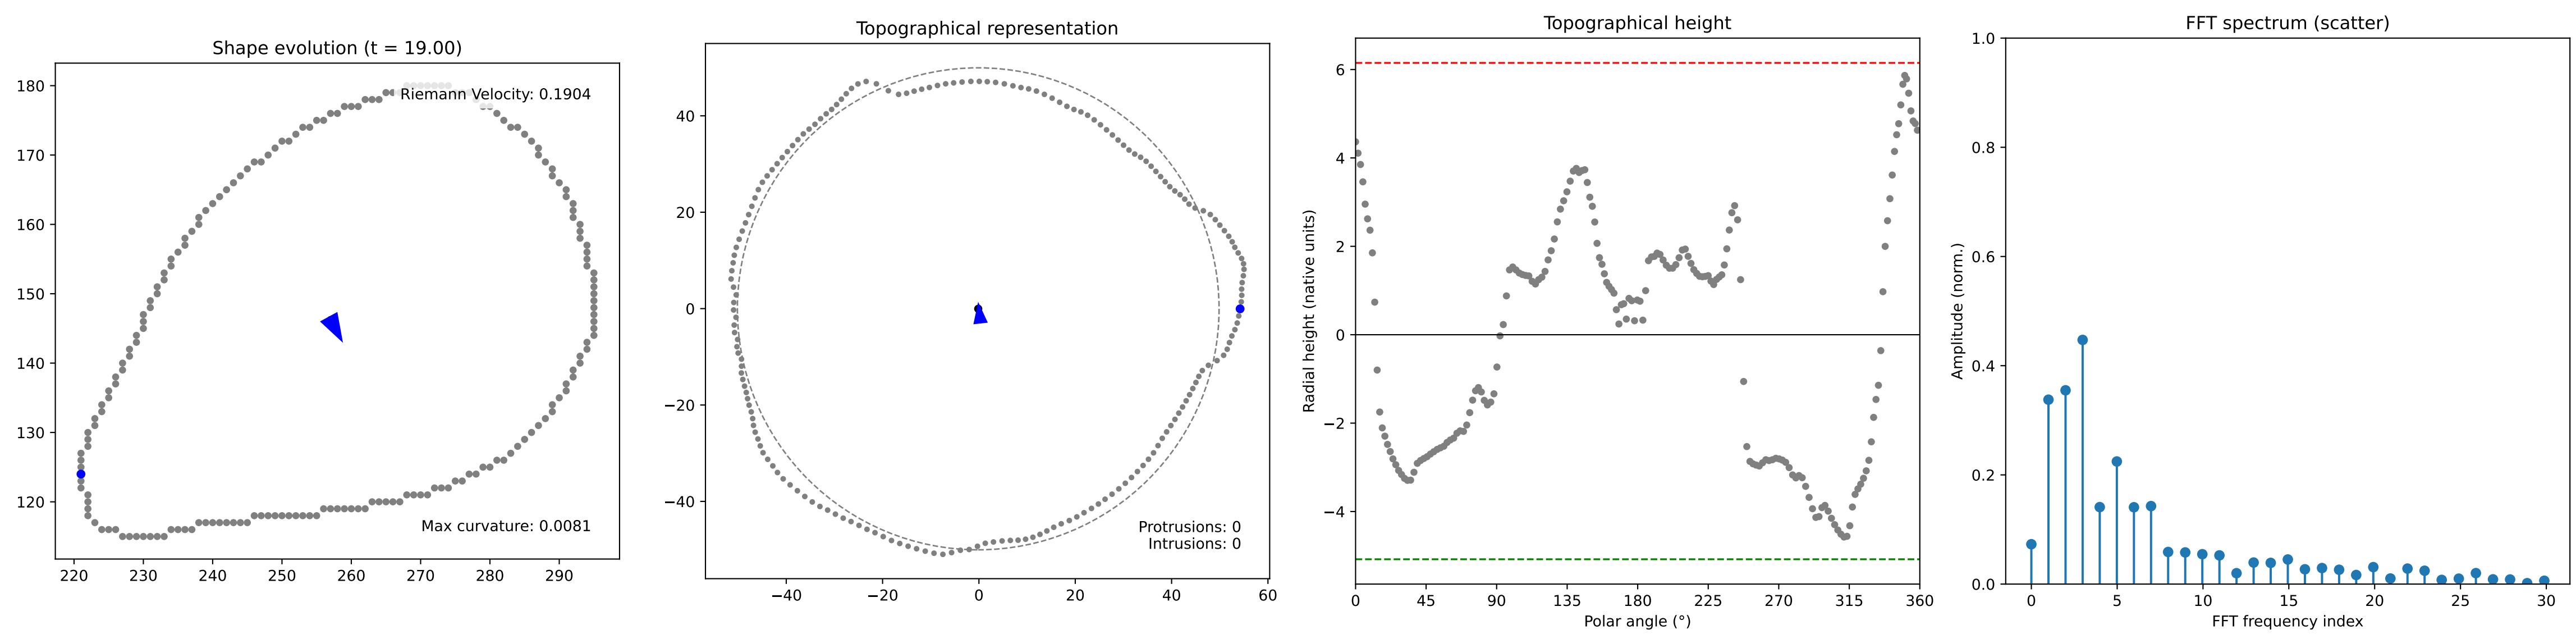 Shape evolution (t = 19.00)
180
170
160
150
140
130
120
220 230 240 250 260 270 280 290
Riemann Velocity: 0.1904
Max curvature: 0.0081
Topographical representation
40
20
0
−20
−40
−40 −20 0 20 40 60
Protrusions: 0
Intrusions: 0
Topographical height
Radial height (native units)
6
4
2
0
−2
−4
0 45 90 135 180 225 270 315 360
Polar angle (°)
FFT spectrum (scatter)
Amplitude (norm.)
1.0
0.8
0.6
0.4
0.2
0.0
0 5 10 15 20 25 30
FFT frequency index